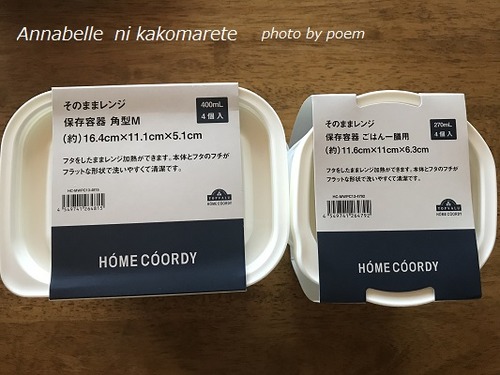 Annabelle ni kakomarete photo by poem
そのままレンジ
保存容器 角型M
(約)16.4cm×11.1cm×5.1cm
400mL
4個入
フタをしたままレンジ加熱ができます。本体とフタのフチが
フラットな形状で洗いやすくて清潔です。
4 549741 264813
TOPVALU
HOME COORDY
HÓME CÓORDY
そのままレンジ
保存容器 ごはん一膳用
(約)11.6cm×11cm×6.3cm
270mL
4個入
フタをしたままレンジ加熱ができます。本体とフタのフチが
フラットな形状で洗いやすくて清潔です。
4 549741 264792
TOPVALU
HOME COORDY
HÓME CÓORDY